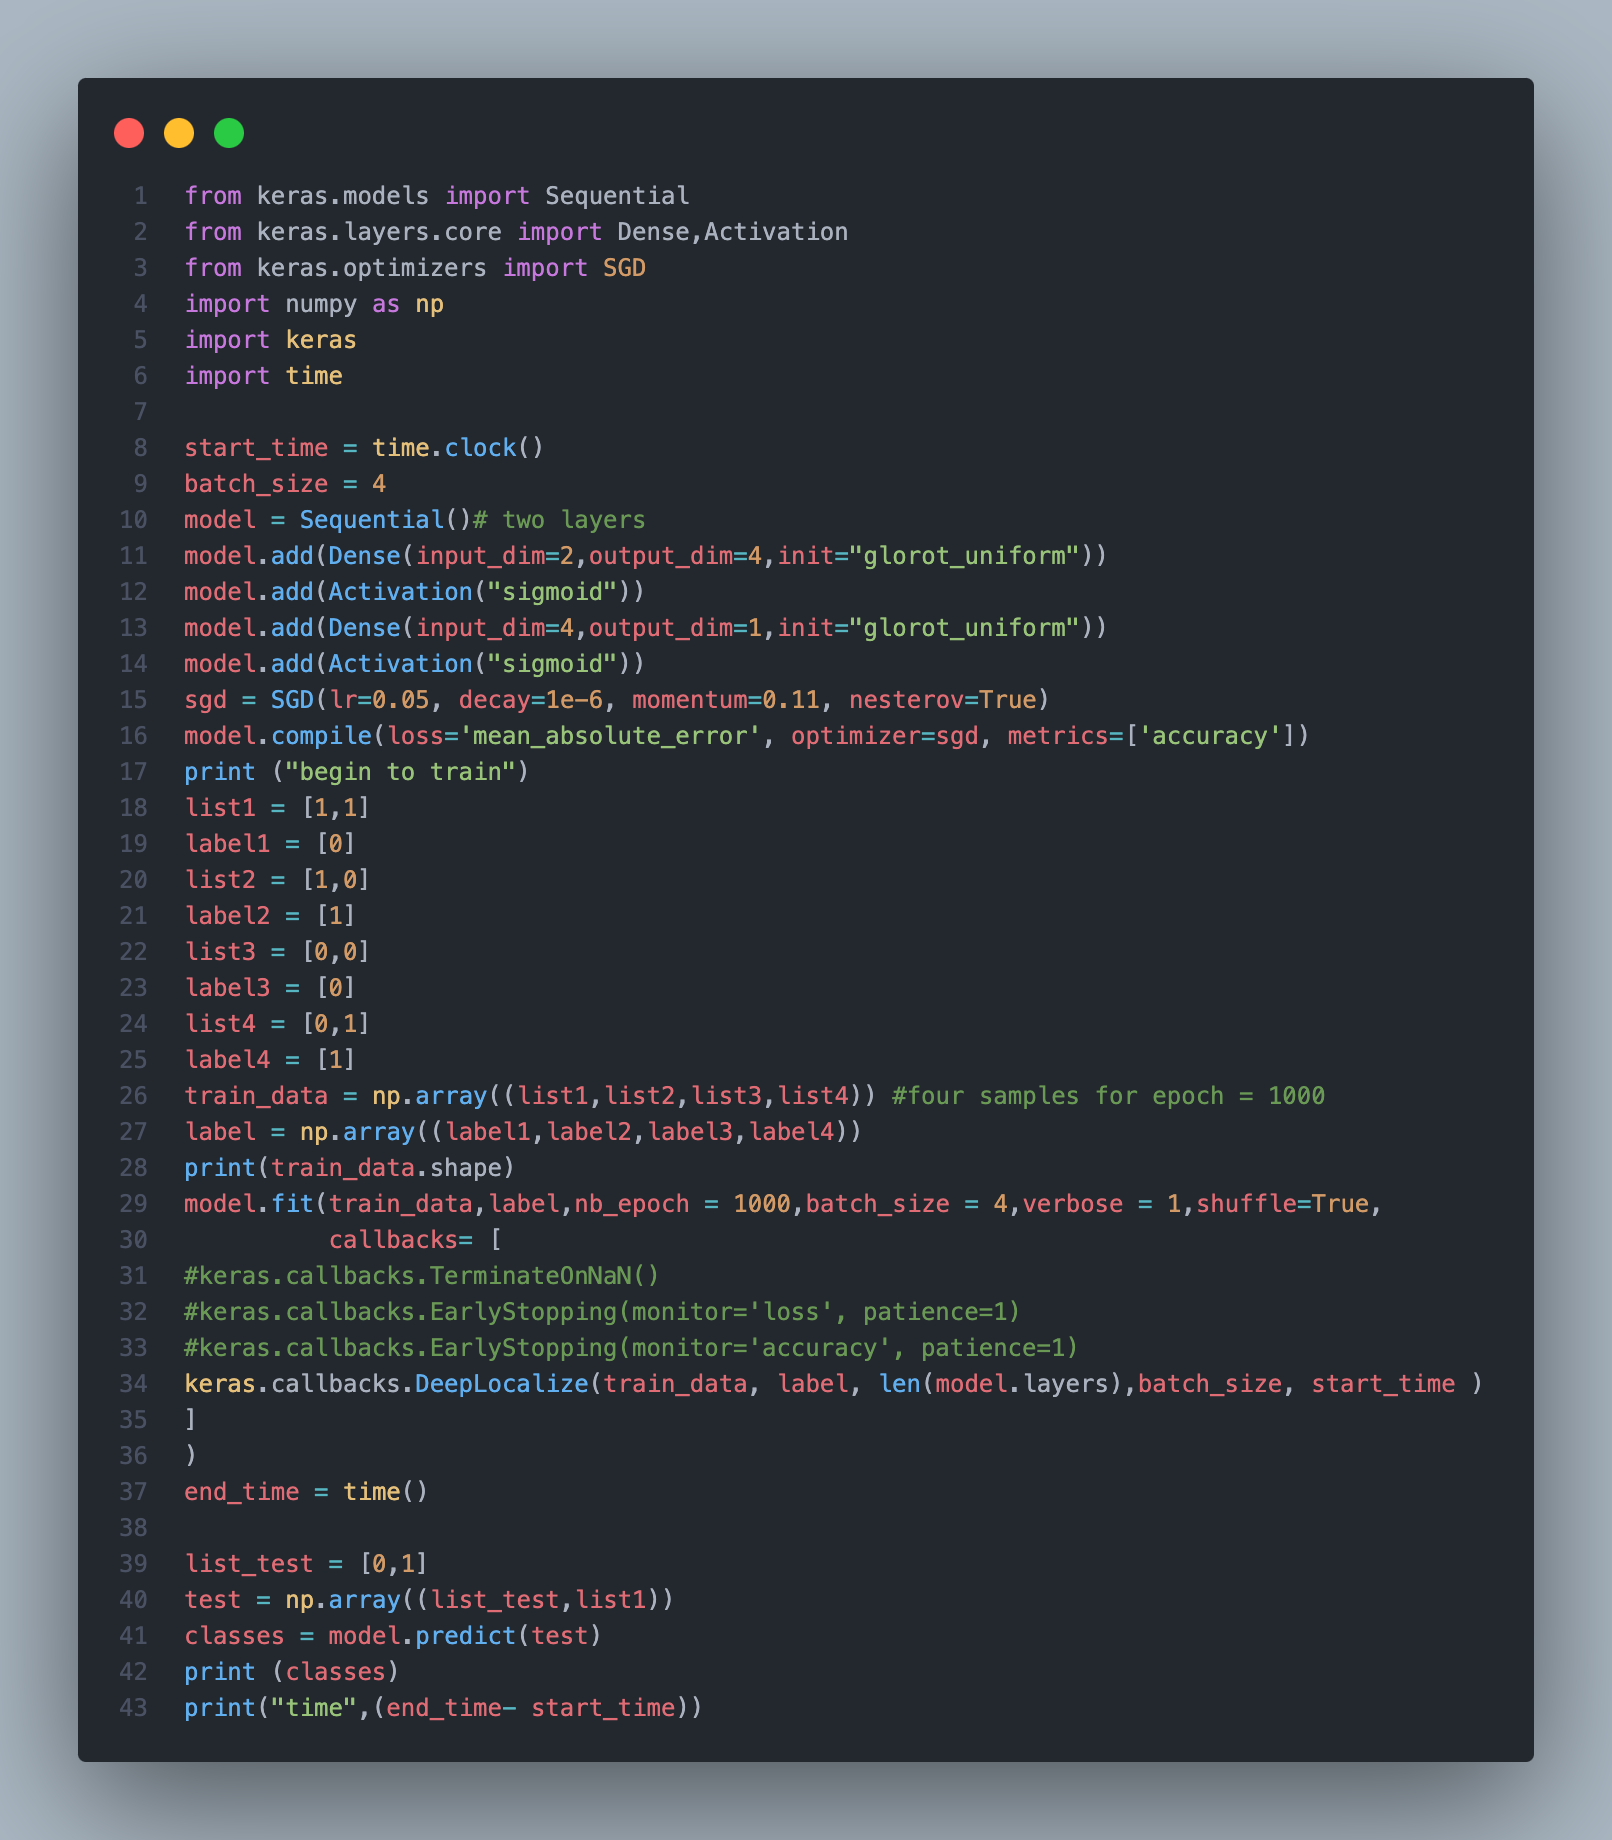 1 from keras.models import Sequential
2 from keras.layers.core import Dense,Activation
3 from keras.optimizers import SGD
4 import numpy as np
5 import keras
6 import time
7
8 start_time = time.clock()
9 batch_size = 4
10 model = Sequential()# two layers
11 model.add(Dense(input_dim=2,output_dim=4,init="glorot_uniform"))
12 model.add(Activation("sigmoid"))
13 model.add(Dense(input_dim=4,output_dim=1,init="glorot_uniform"))
14 model.add(Activation("sigmoid"))
15 sgd = SGD(lr=0.05, decay=1e-6, momentum=0.11, nesterov=True)
16 model.compile(loss='mean_absolute_error', optimizer=sgd, metrics=['accuracy'])
17 print ("begin to train")
18 list1 = [1,1]
19 label1 = [0]
20 list2 = [1,0]
21 label2 = [1]
22 list3 = [0,0]
23 label3 = [0]
24 list4 = [0,1]
25 label4 = [1]
26 train_data = np.array((list1,list2,list3,list4)) #four samples for epoch = 1000
27 label = np.array((label1,label2,label3,label4))
28 print(train_data.shape)
29 model.fit(train_data,label,nb_epoch = 1000,batch_size = 4,verbose = 1,shuffle=True,
30           callbacks= [
31 #keras.callbacks.TerminateOnNaN()
32 #keras.callbacks.EarlyStopping(monitor='loss', patience=1)
33 #keras.callbacks.EarlyStopping(monitor='accuracy', patience=1)
34 keras.callbacks.DeepLocalize(train_data, label, len(model.layers),batch_size, start_time )
35 ]
36 )
37 end_time = time()
38
39 list_test = [0,1]
40 test = np.array((list_test,list1))
41 classes = model.predict(test)
42 print (classes)
43 print("time",(end_time- start_time))